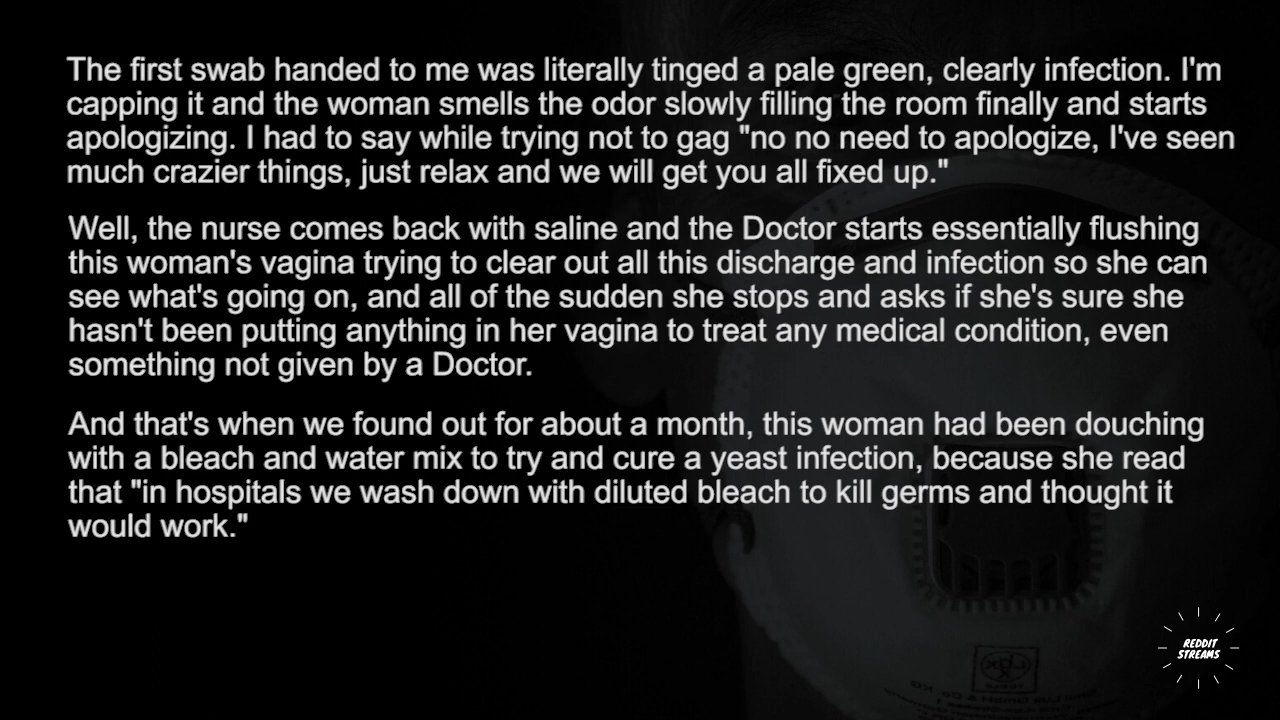 The first swab handed to me was literally tinged a pale green, clearly infection. I'm
capping it and the woman smells the odor slowly filling the room finally and starts
apologizing. I had to say while trying not to gag "no no need to apologize, I've seen
much crazier things, just relax and we will get you all fixed up."
Well, the nurse comes back with saline and the Doctor starts essentially flushing
this woman's vagina trying to clear out all this discharge and infection so she can
see what's going on, and all of the sudden she stops and asks if she's sure she
hasn't been putting anything in her vagina to treat any medical condition, even
something not given by a Doctor.
And that's when we found out for about a month, this woman had been douching
with a bleach and water mix to try and cure a yeast infection, because she read
that "in hospitals we wash down with diluted bleach to kill germs and thought it
would work."
REDDIT
STREAMS